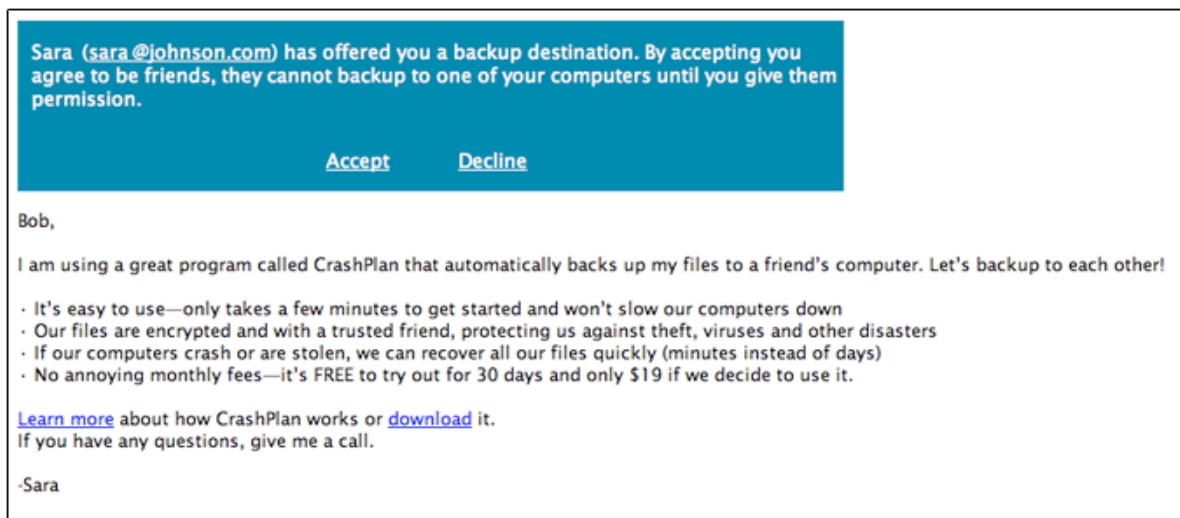 Sara (sara@johnson.com) has offered you a backup destination. By accepting you
agree to be friends, they cannot backup to one of your computers until you give them
permission.
Accept Decline
Bob,
I am using a great program called CrashPlan that automatically backs up my files to a friend's computer. Let's backup to each other!
· It's easy to use—only takes a few minutes to get started and won't slow our computers down
· Our files are encrypted and with a trusted friend, protecting us against theft, viruses and other disasters
· If our computers crash or are stolen, we can recover all our files quickly (minutes instead of days)
· No annoying monthly fees—it's FREE to try out for 30 days and only $19 if we decide to use it.
Learn more about how CrashPlan works or download it.
If you have any questions, give me a call.
-Sara